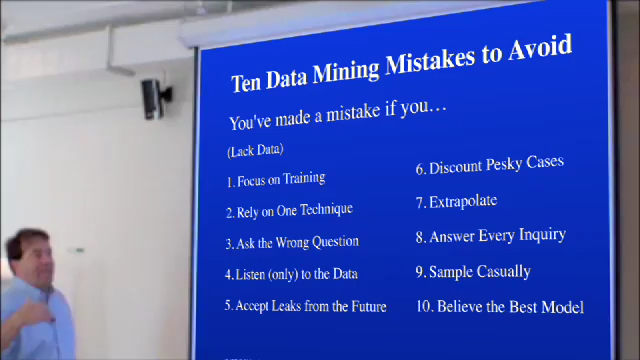 Ten Data Mining Mistakes to Avoid
You've made a mistake if you…
(Lack Data)
1. Focus on Training
2. Rely on One Technique
3. Ask the Wrong Question
4. Listen (only) to the Data
5. Accept Leaks from the Future
6. Discount Pesky Cases
7. Extrapolate
8. Answer Every Inquiry
9. Sample Casually
10. Believe the Best Model